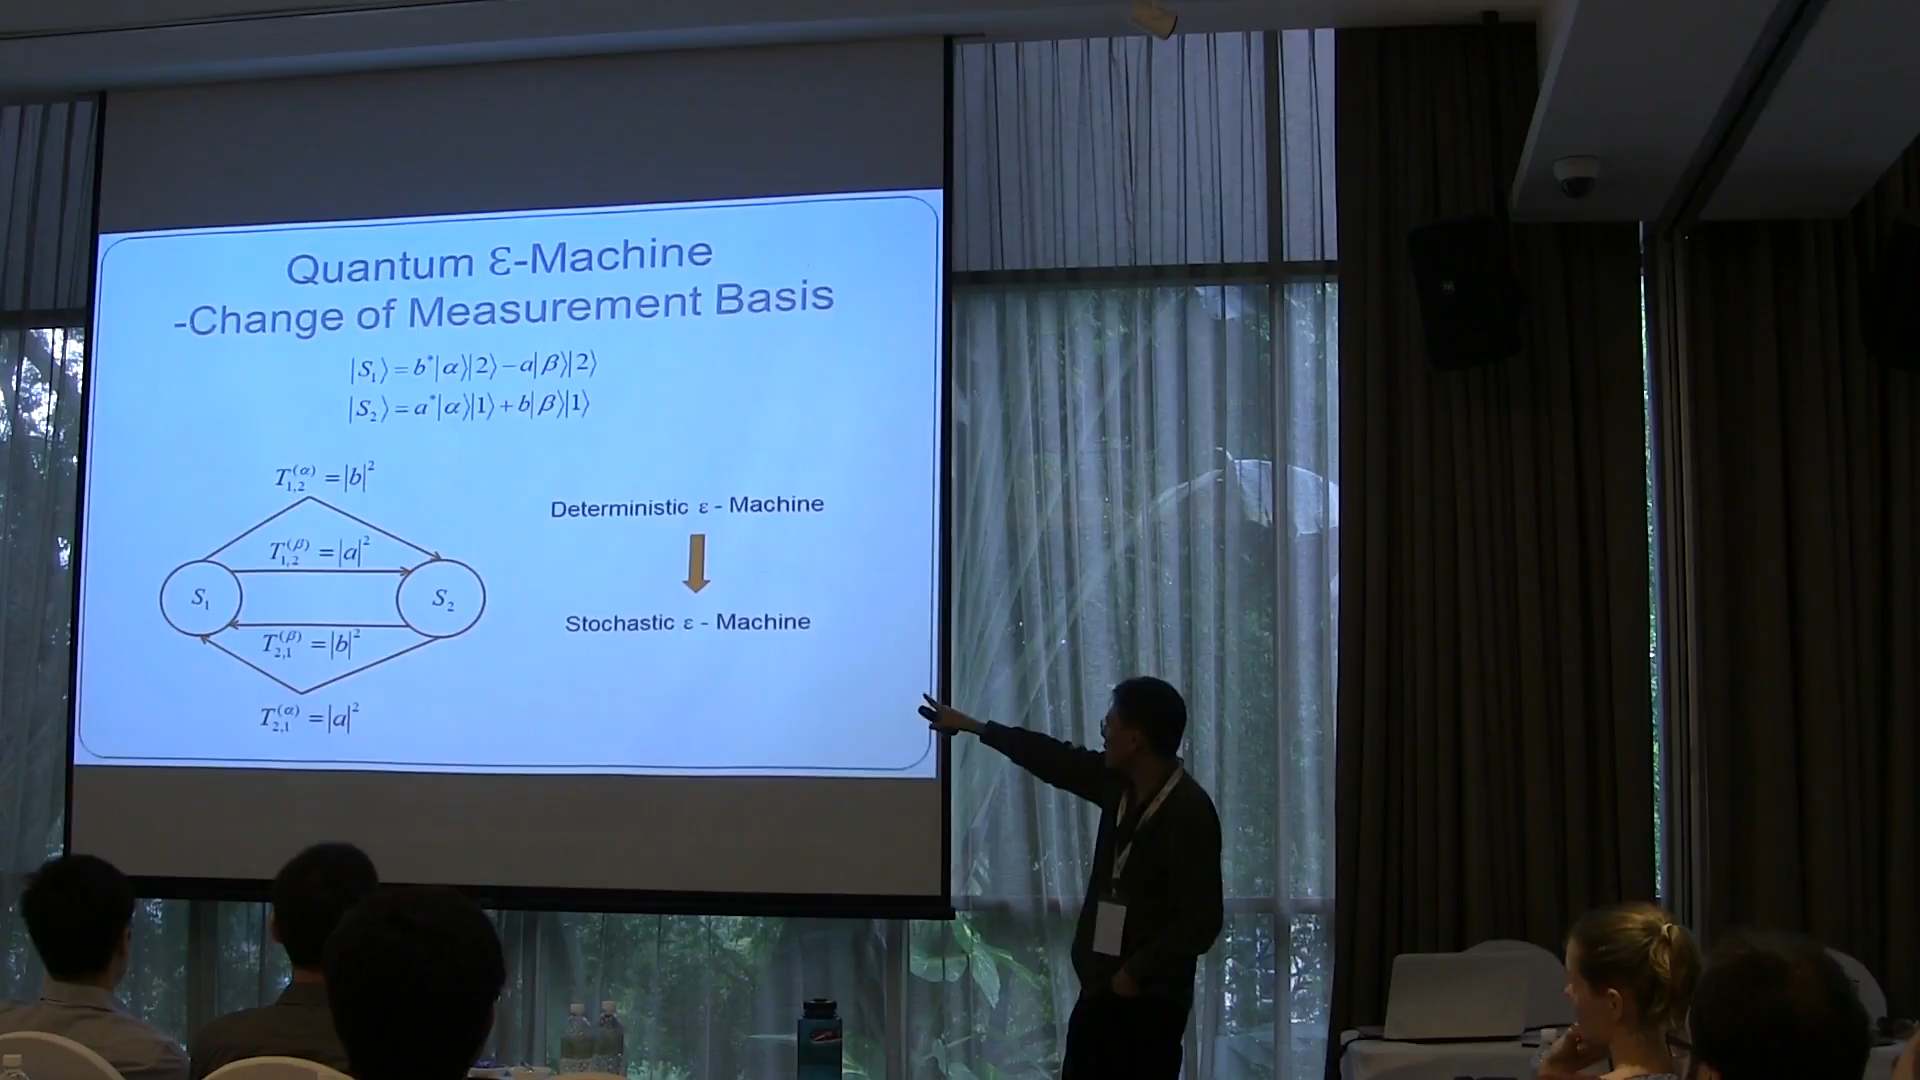 Quantum Ɛ-Machine
-Change of Measurement Basis
|S₁⟩ = b*|α⟩|2⟩ − a|β⟩|2⟩
|S₂⟩ = a*|α⟩|1⟩ + b|β⟩|1⟩
T₁,₂^(α) = |b|²
T₁,₂^(β) = |a|²
S₁
S₂
T₂,₁^(β) = |b|²
T₂,₁^(α) = |a|²
Deterministic ε - Machine
Stochastic ε - Machine